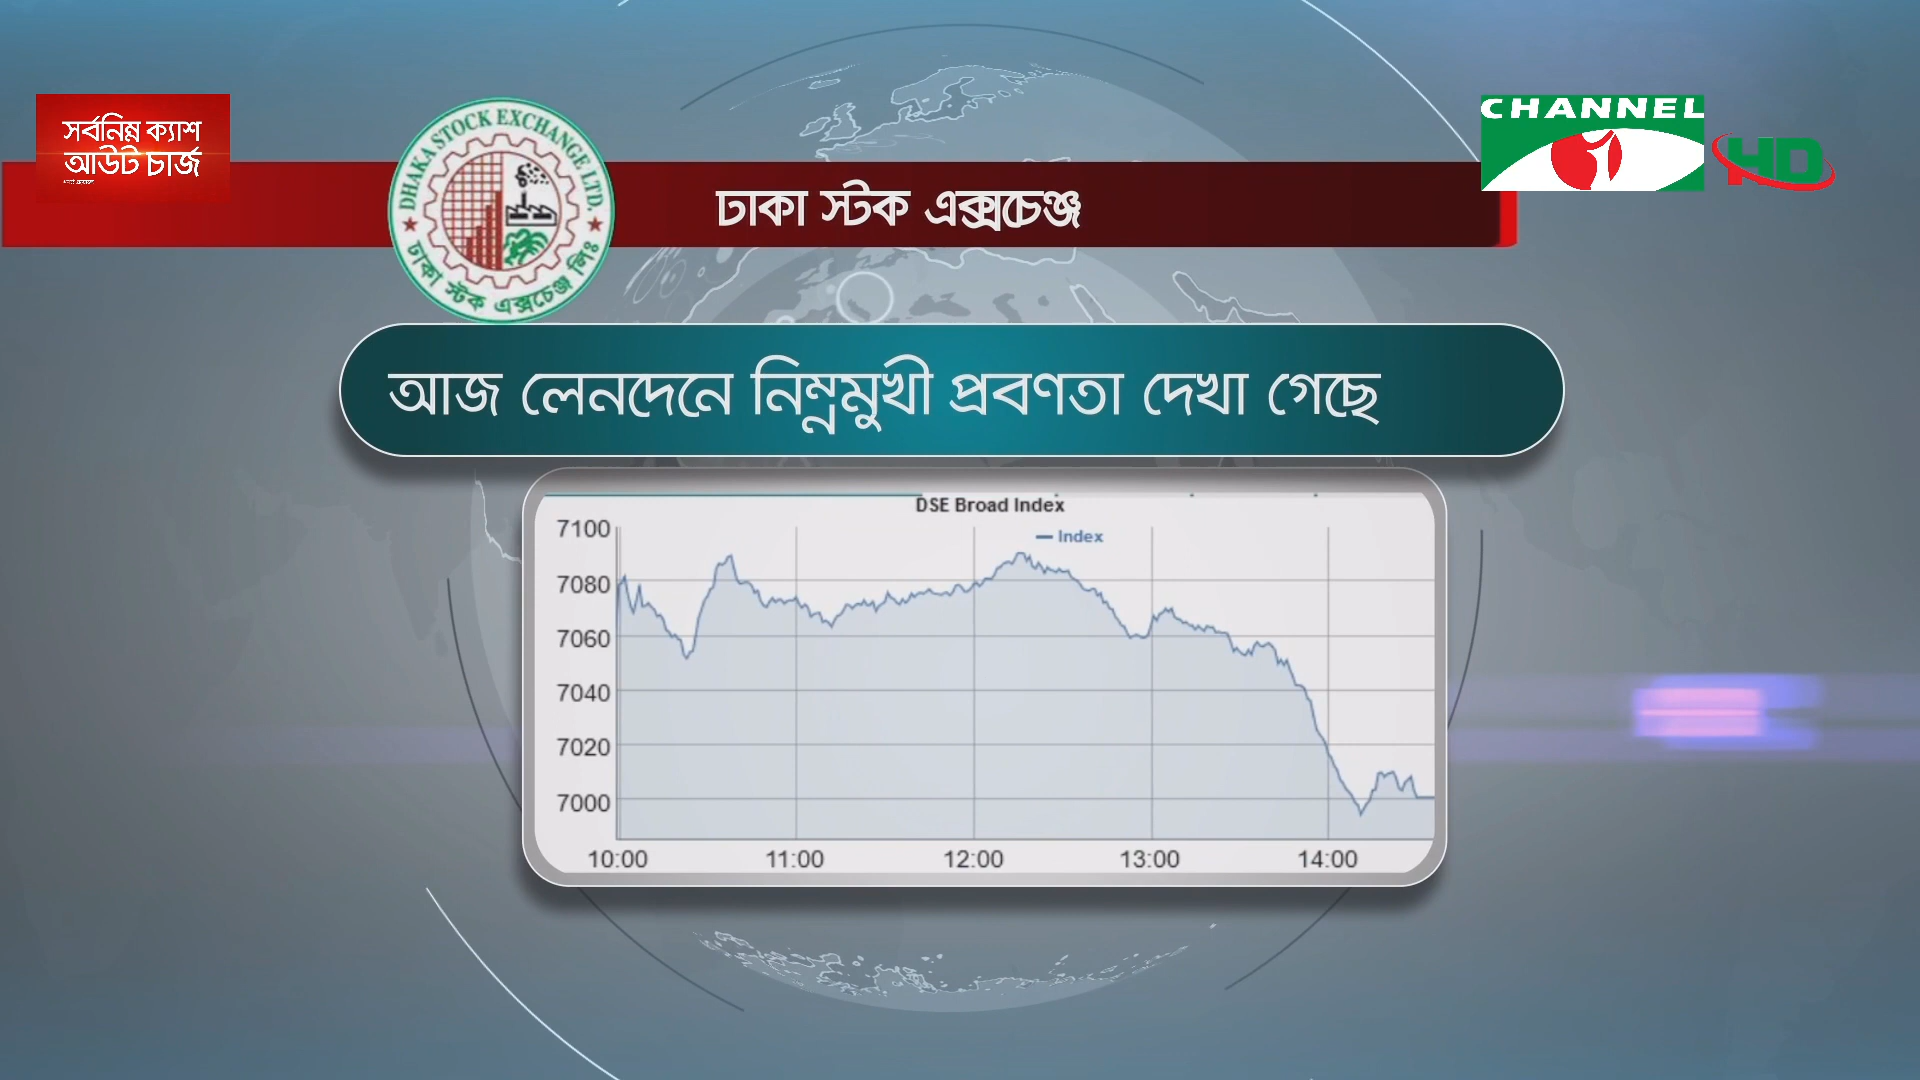 সর্বনিম্ন ক্যাশ
আউট চার্জ
DHAKA STOCK EXCHANGE LTD.
ঢাকা স্টক এক্সচেঞ্জ লিঃ
ঢাকা স্টক এক্সচেঞ্জ
CHANNEL
HD
আজ লেনদেনে নিম্নমুখী প্রবণতা দেখা গেছে
DSE Broad Index
Index
7100
7080
7060
7040
7020
7000
10:00 11:00 12:00 13:00 14:00